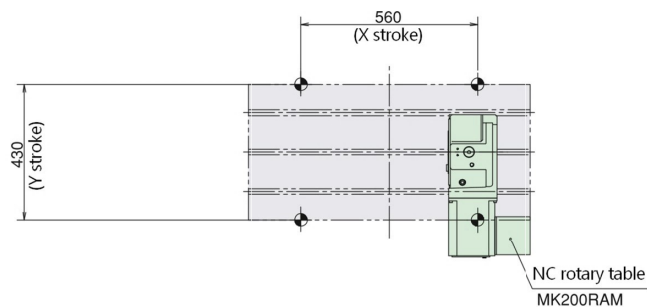 560
(X stroke)
430
(Y stroke)
NC rotary table
MK200RAM